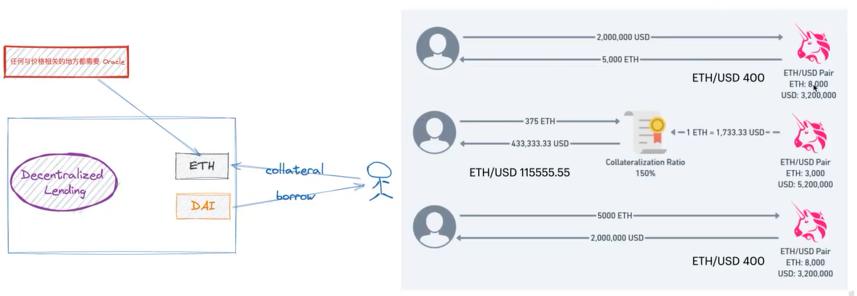 任何与价格相关的地方都需要 Oracle
Decentralized
Lending
ETH
DAI
collateral
borrow
2,000,000 USD
5,000 ETH
ETH/USD 400
ETH/USD Pair
ETH: 8,000
USD: 3,200,000
375 ETH
433,333.33 USD
ETH/USD 115555.55
Collateralization Ratio
150%
1 ETH = 1,733.33
ETH/USD Pair
ETH: 3,000
USD: 5,200,000
5000 ETH
2,000,000 USD
ETH/USD 400
ETH/USD Pair
ETH: 8,000
USD: 3,200,000